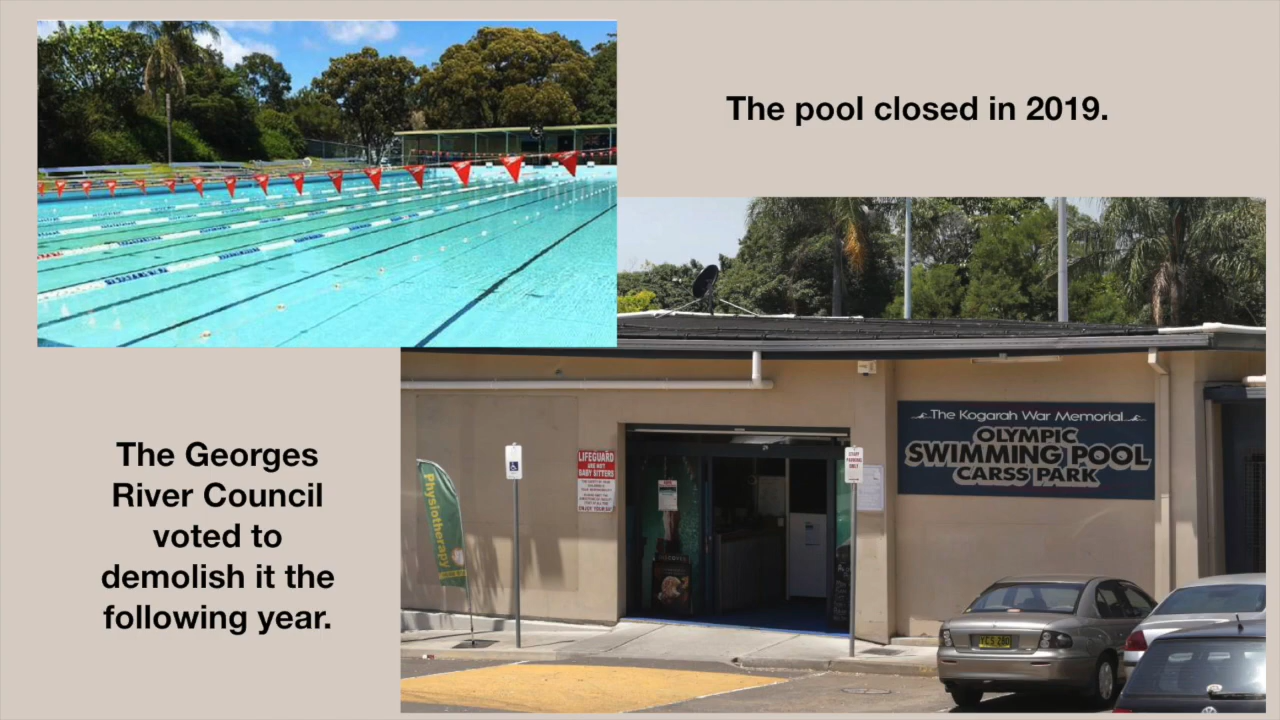 The pool closed in 2019.
The Kogarah War Memorial
OLYMPIC
SWIMMING POOL
CARSS PARK
LIFEGUARD
ARE NOT
BABY SITTERS
Physiotherapy
The Georges
River Council
voted to
demolish it the
following year.